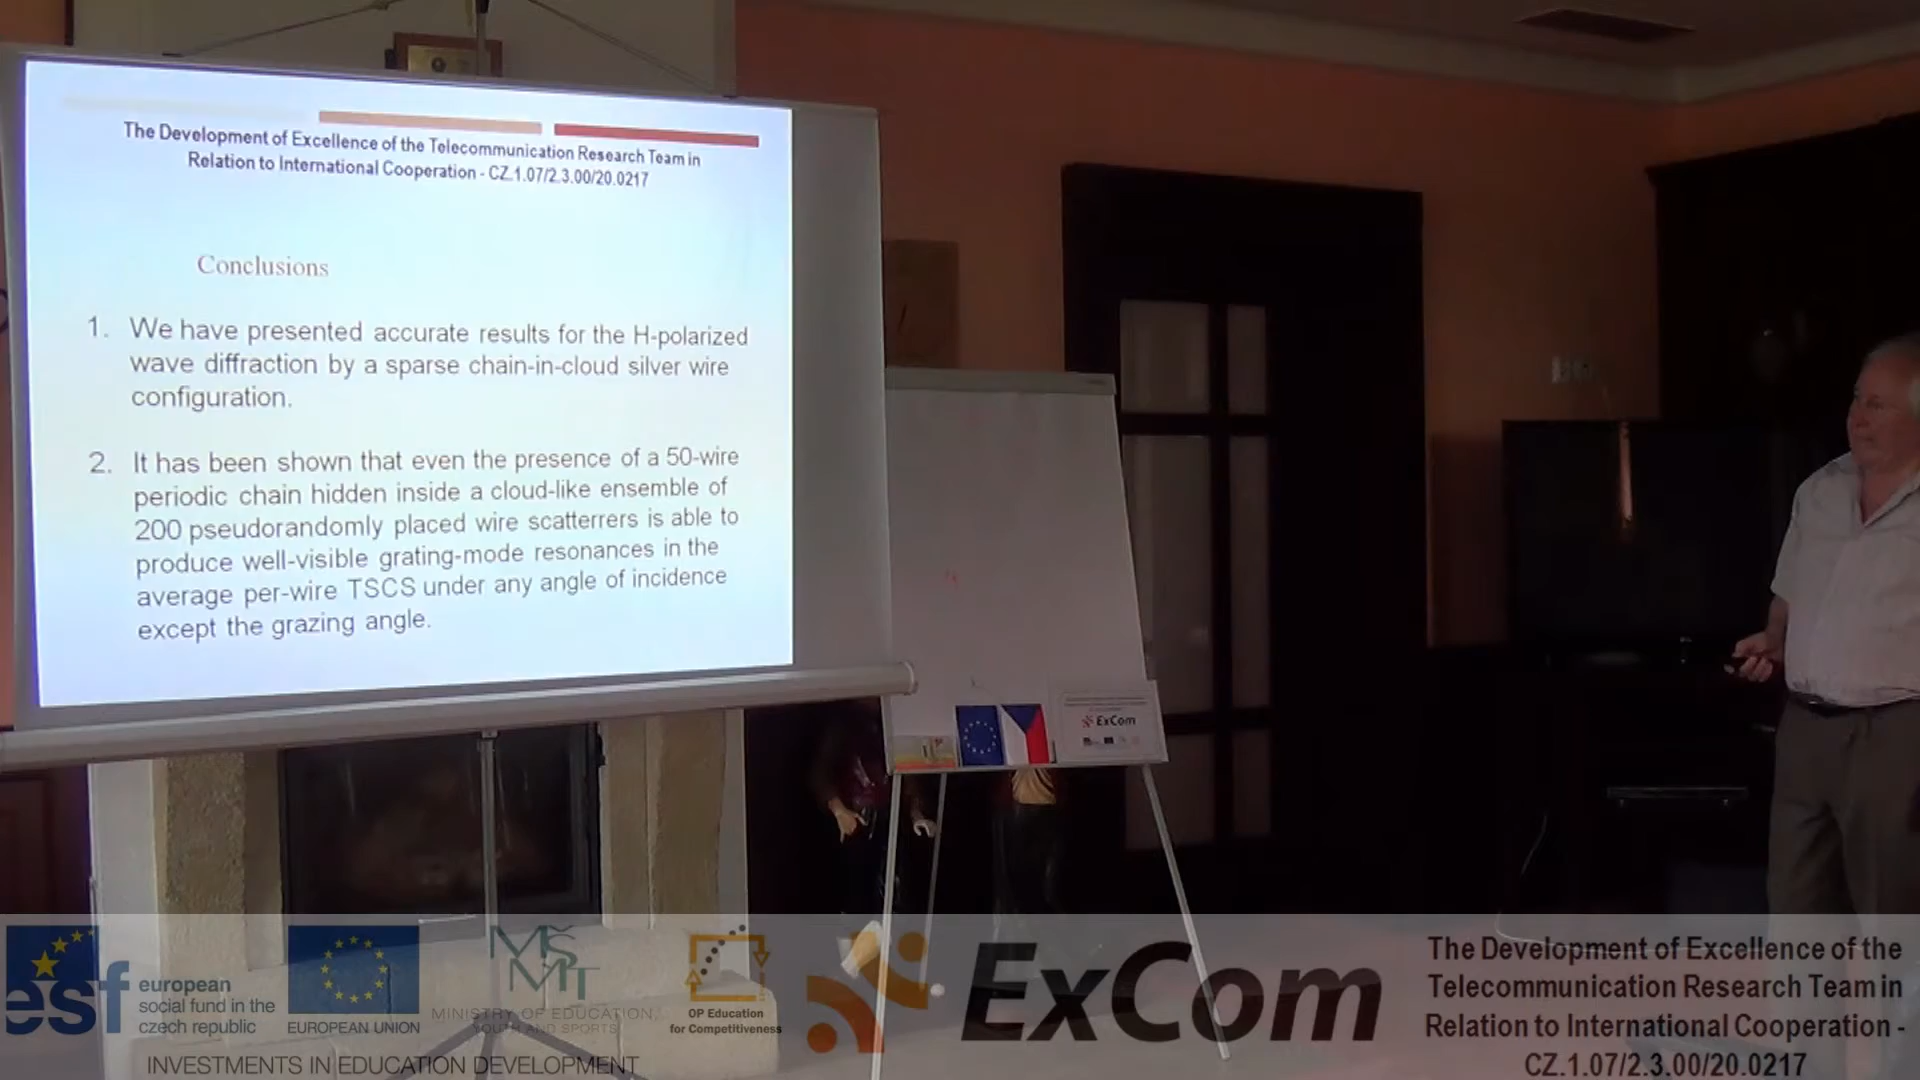 The Development of Excellence of the Telecommunication Research Team in
Relation to International Cooperation - CZ.1.07/2.3.00/20.0217
Conclusions
1. We have presented accurate results for the H-polarized
wave diffraction by a sparse chain-in-cloud silver wire
configuration.
2. It has been shown that even the presence of a 50-wire
periodic chain hidden inside a cloud-like ensemble of
200 pseudorandomly placed wire scatterrers is able to
produce well-visible grating-mode resonances in the
average per-wire TSCS under any angle of incidence
except the grazing angle.
ExCom
esf
european
social fund in the
czech republic
EUROPEAN UNION
MŠ
MT
MINISTRY OF EDUCATION,
YOUTH AND SPORTS
OP Education
for Competitiveness
INVESTMENTS IN EDUCATION DEVELOPMENT
ExCom
The Development of Excellence of the
Telecommunication Research Team in
Relation to International Cooperation -
CZ.1.07/2.3.00/20.0217